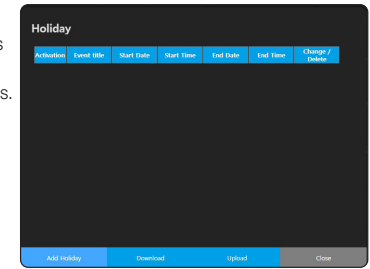 Holiday
s
Activation Event title Start Date Start Time End Date End Time Change / Delete
s.
Add Holiday Download Upload Close